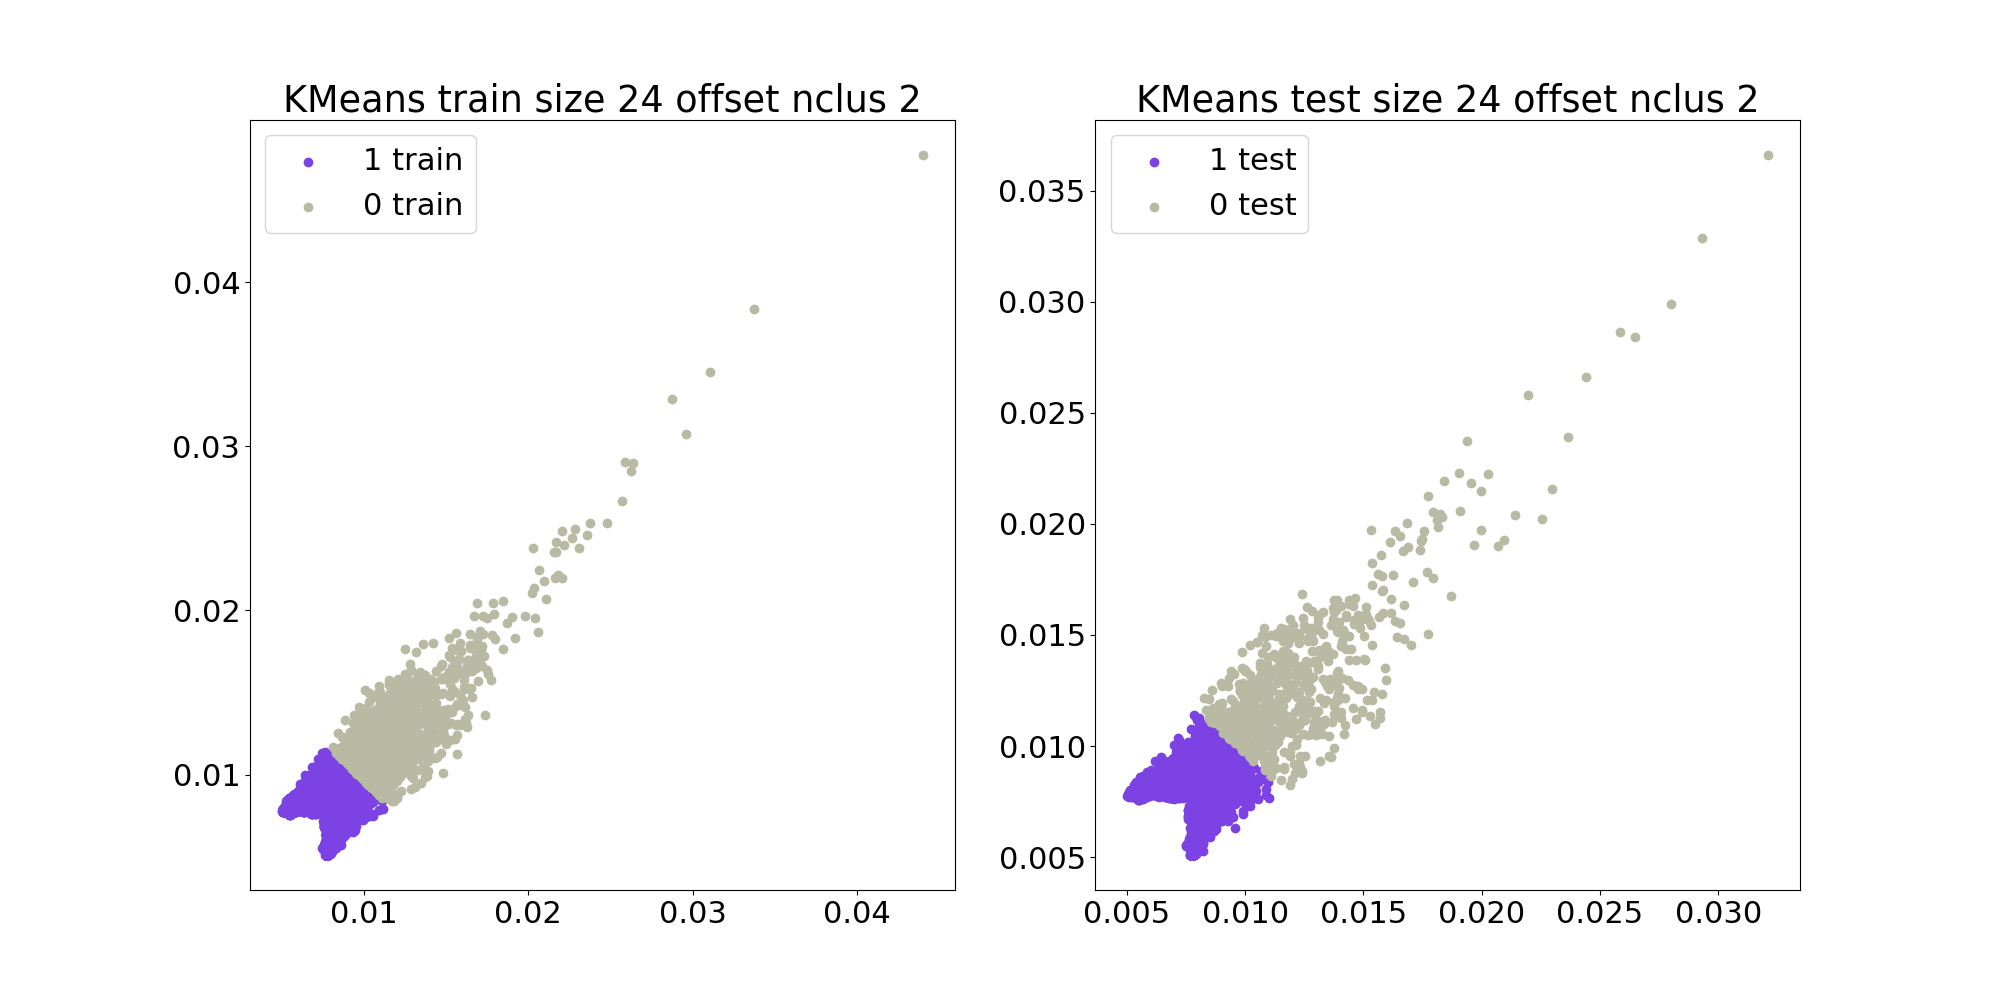 KMeans train size 24 offset nclus 2
1 train
0 train
0.04
0.03
0.02
0.01
0.01 0.02 0.03 0.04
KMeans test size 24 offset nclus 2
1 test
0 test
0.035
0.030
0.025
0.020
0.015
0.010
0.005
0.005 0.010 0.015 0.020 0.025 0.030